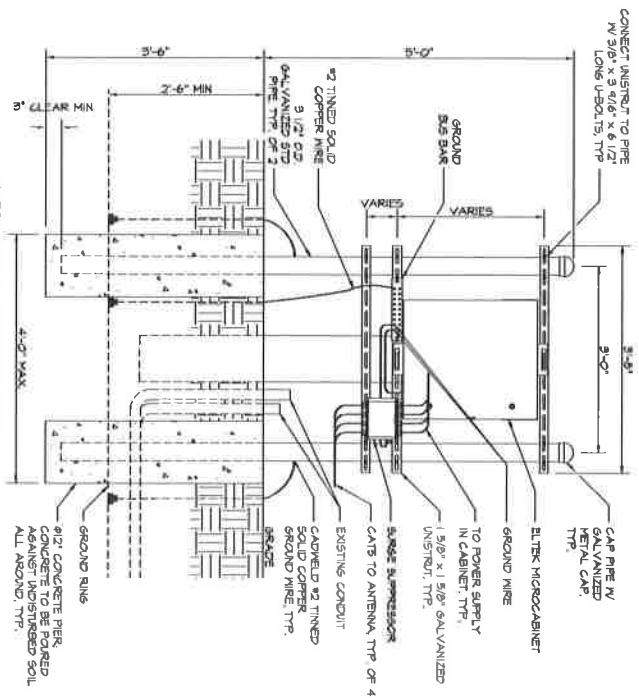 CONNECT UNISTRUT TO PIPE
W/ 3/8" x 3 9/16" x 6 1/2"
LONG U-BOLTS, TYP
3'-6"
3'-0"
CAP PIPE W/
GALVANIZED
METAL CAP,
TYP.
5'-0"
VARIES
VARIES
GROUND
BUS BAR
#2 TINNED SOLID
COPPER WIRE
3 1/2" O.D.
GALVANIZED STD
PIPE, TYP. OF 2
ELTEK MICROCABINET
GROUND WIRE
TO POWER SUPPLY
IN CABINET, TYP.
1 5/8" x 1 5/8" GALVANIZED
UNISTRUT, TYP.
SURGE SUPPRESSOR
CAT5 TO ANTENNA, TYP. OF 4
EXISTING CONDUIT
CADWELD #2 TINNED
SOLID COPPER
GROUND WIRE, TYP.
GRADE
3'-6"
2'-6" MIN
3" CLEAR MIN
GROUND RING
Ø12" CONCRETE PIER,
CONCRETE TO BE POURED
AGAINST UNDISTURBED SOIL
ALL AROUND, TYP.
4'-0" MAX